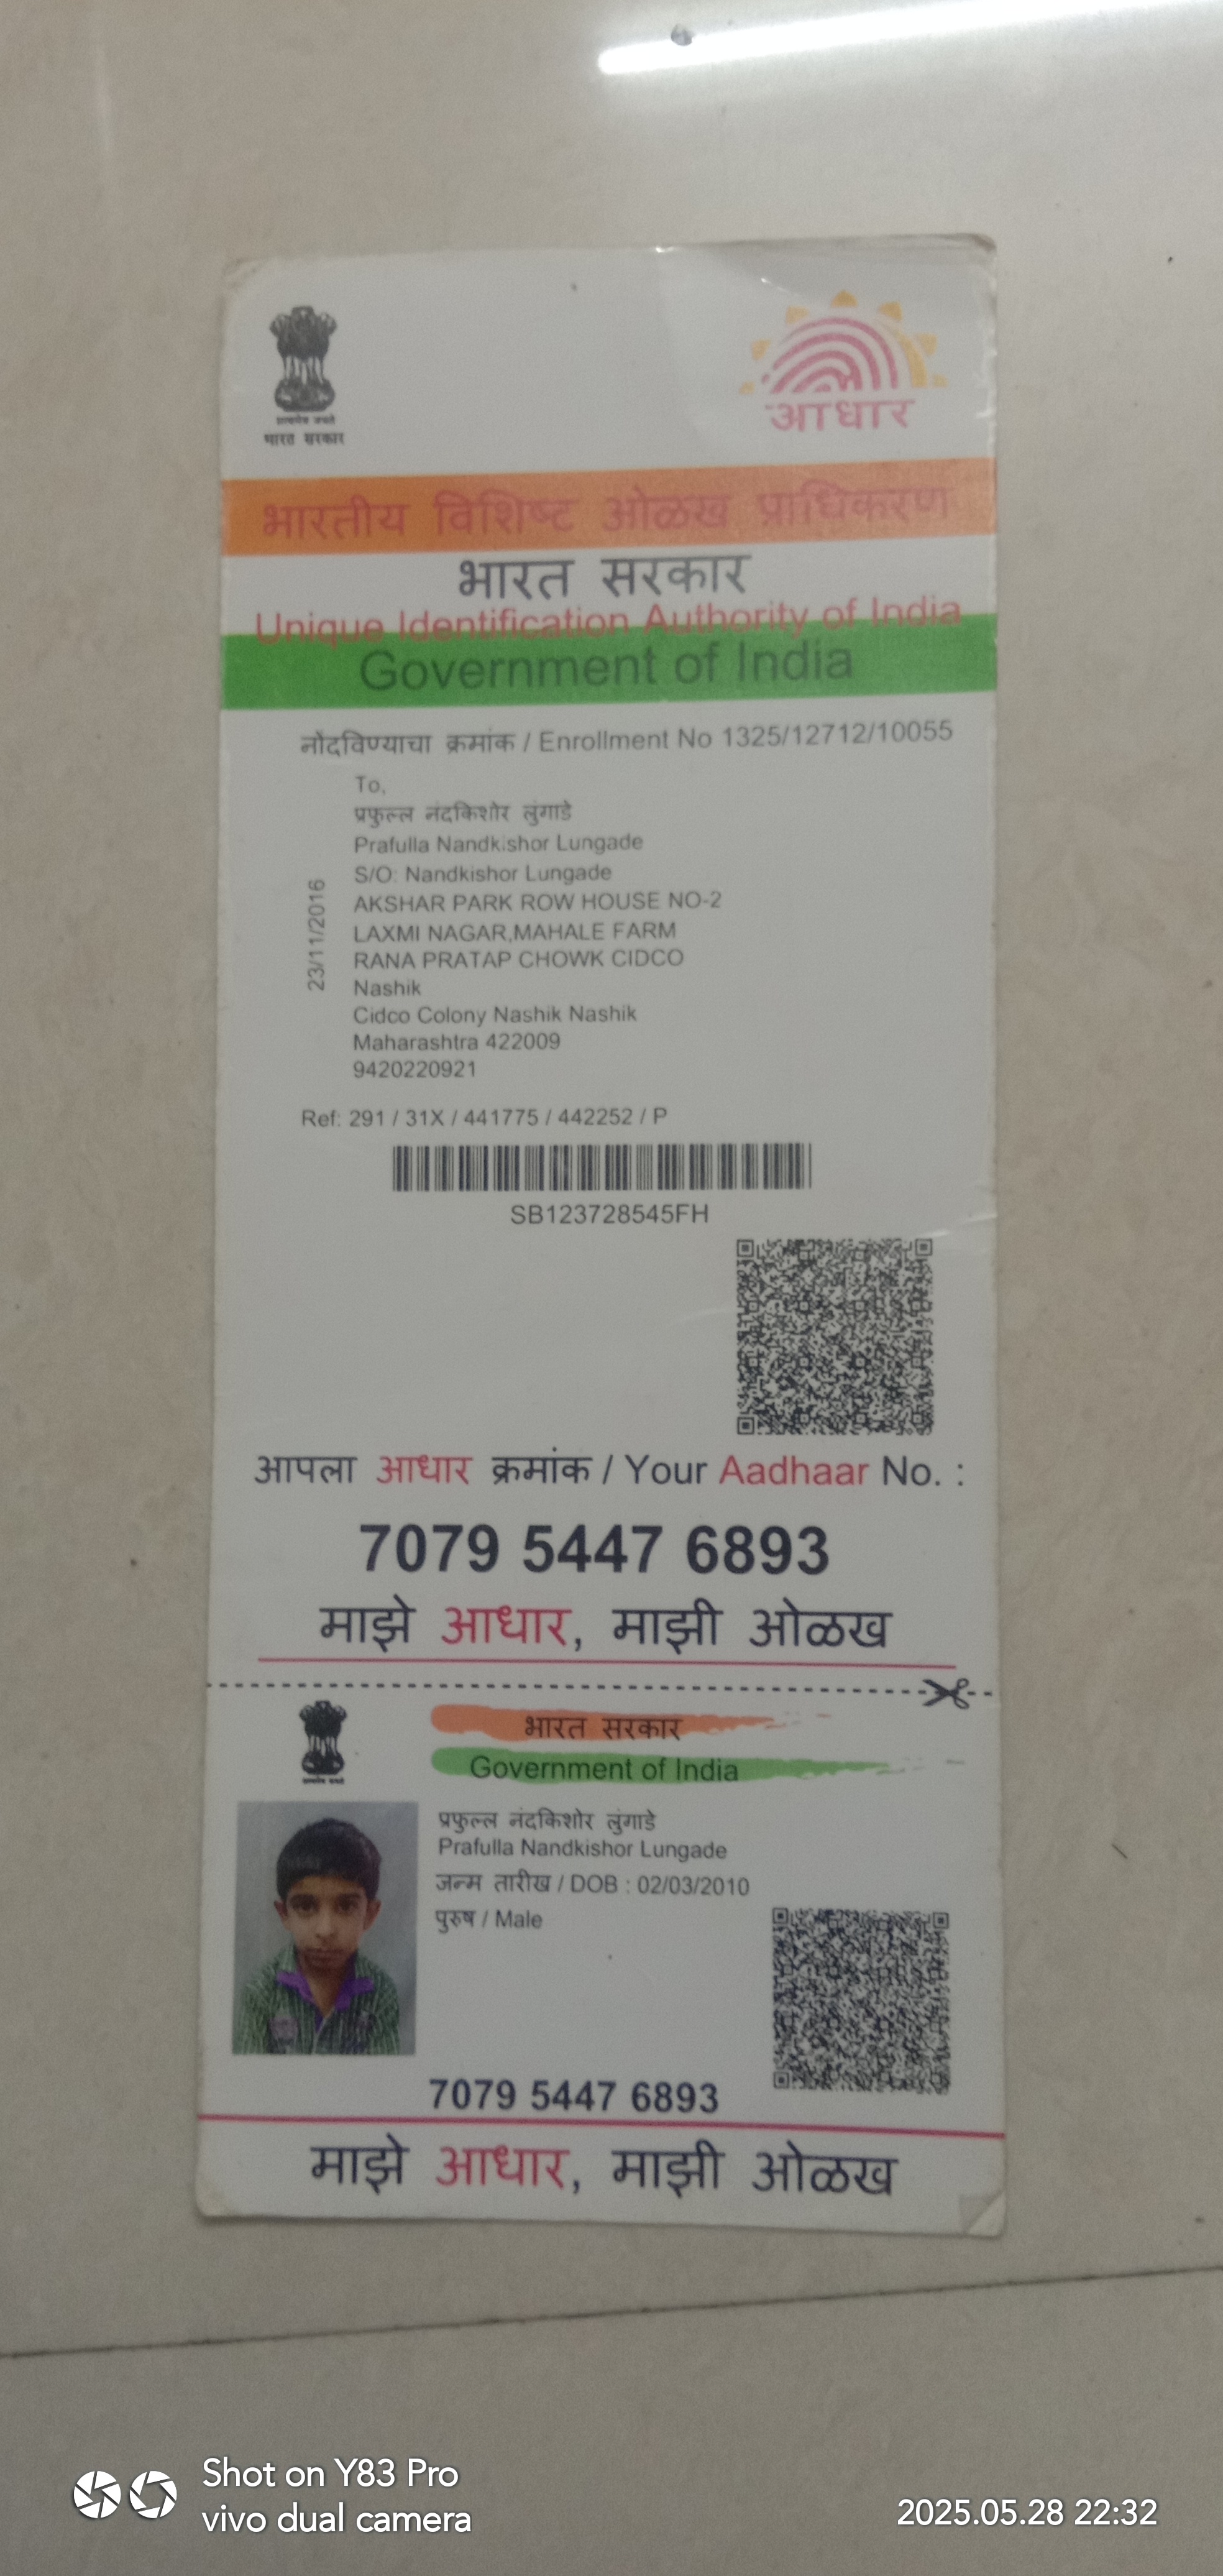 सत्यमेव जयते
भारत सरकार
आधार
भारतीय विशिष्ट ओळख प्राधिकरण
भारत सरकार
Unique Identification Authority of India
Government of India
नोंदविण्याचा क्रमांक / Enrollment No 1325/12712/10055
To,
प्रफुल्ल नंदकिशोर लुंगाडे
Prafulla Nandkishor Lungade
S/O: Nandkishor Lungade
AKSHAR PARK ROW HOUSE NO-2
LAXMI NAGAR,MAHALE FARM
RANA PRATAP CHOWK CIDCO
Nashik
Cidco Colony Nashik Nashik
Maharashtra 422009
9420220921
23/11/2016
Ref: 291 / 31X / 441775 / 442252 / P
SB123728545FH
आपला आधार क्रमांक / Your Aadhaar No. :
7079 5447 6893
माझे आधार, माझी ओळख
भारत सरकार
Government of India
प्रफुल्ल नंदकिशोर लुंगाडे
Prafulla Nandkishor Lungade
जन्म तारीख / DOB : 02/03/2010
पुरुष / Male
7079 5447 6893
माझे आधार, माझी ओळख
Shot on Y83 Pro
vivo dual camera
2025.05.28 22:32